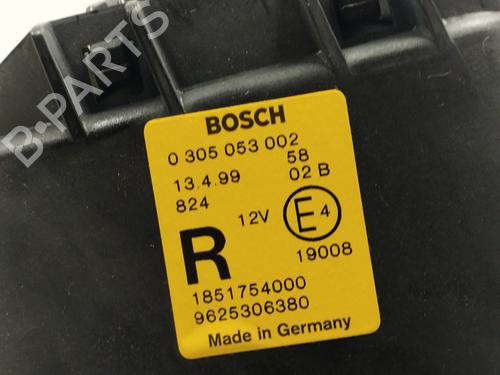 B-PARTS
BOSCH
0 305 053 002
13.4.99 58
824 02 B
12V E4
R 19008
1851754000
9625306380
Made in Germany